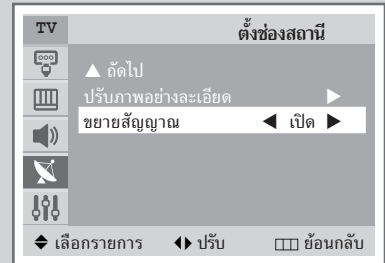 TV ตั้งช่องสถานี
▲ ถัดไป
ปรับภาพอย่างละเอียด ▶
ขยายสัญญาณ ◀ เปิด ▶
เลือกรายการ ปรับ ย้อนกลับ